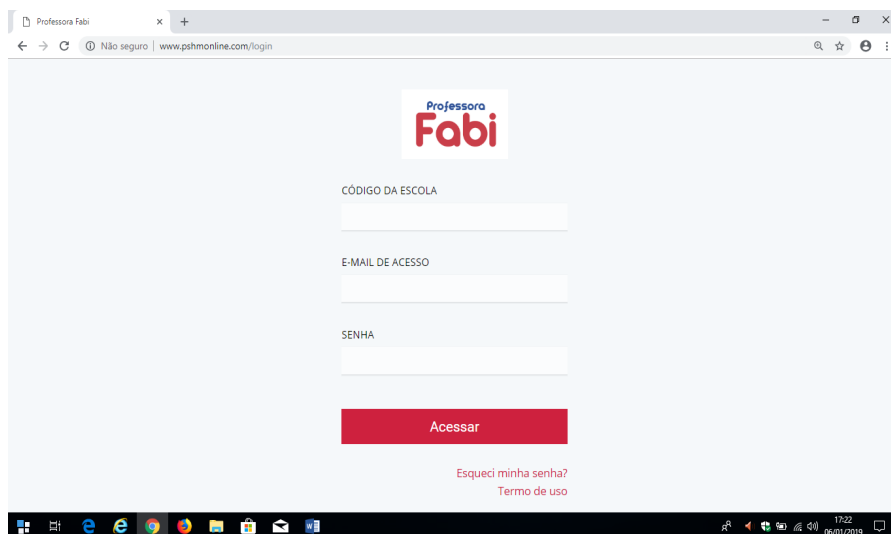 Professora Fabi
Não seguro | www.pshmonline.com/login
Professora
Fabi
CÓDIGO DA ESCOLA
E-MAIL DE ACESSO
SENHA
Acessar
Esqueci minha senha?
Termo de uso
17:22
06/01/2019